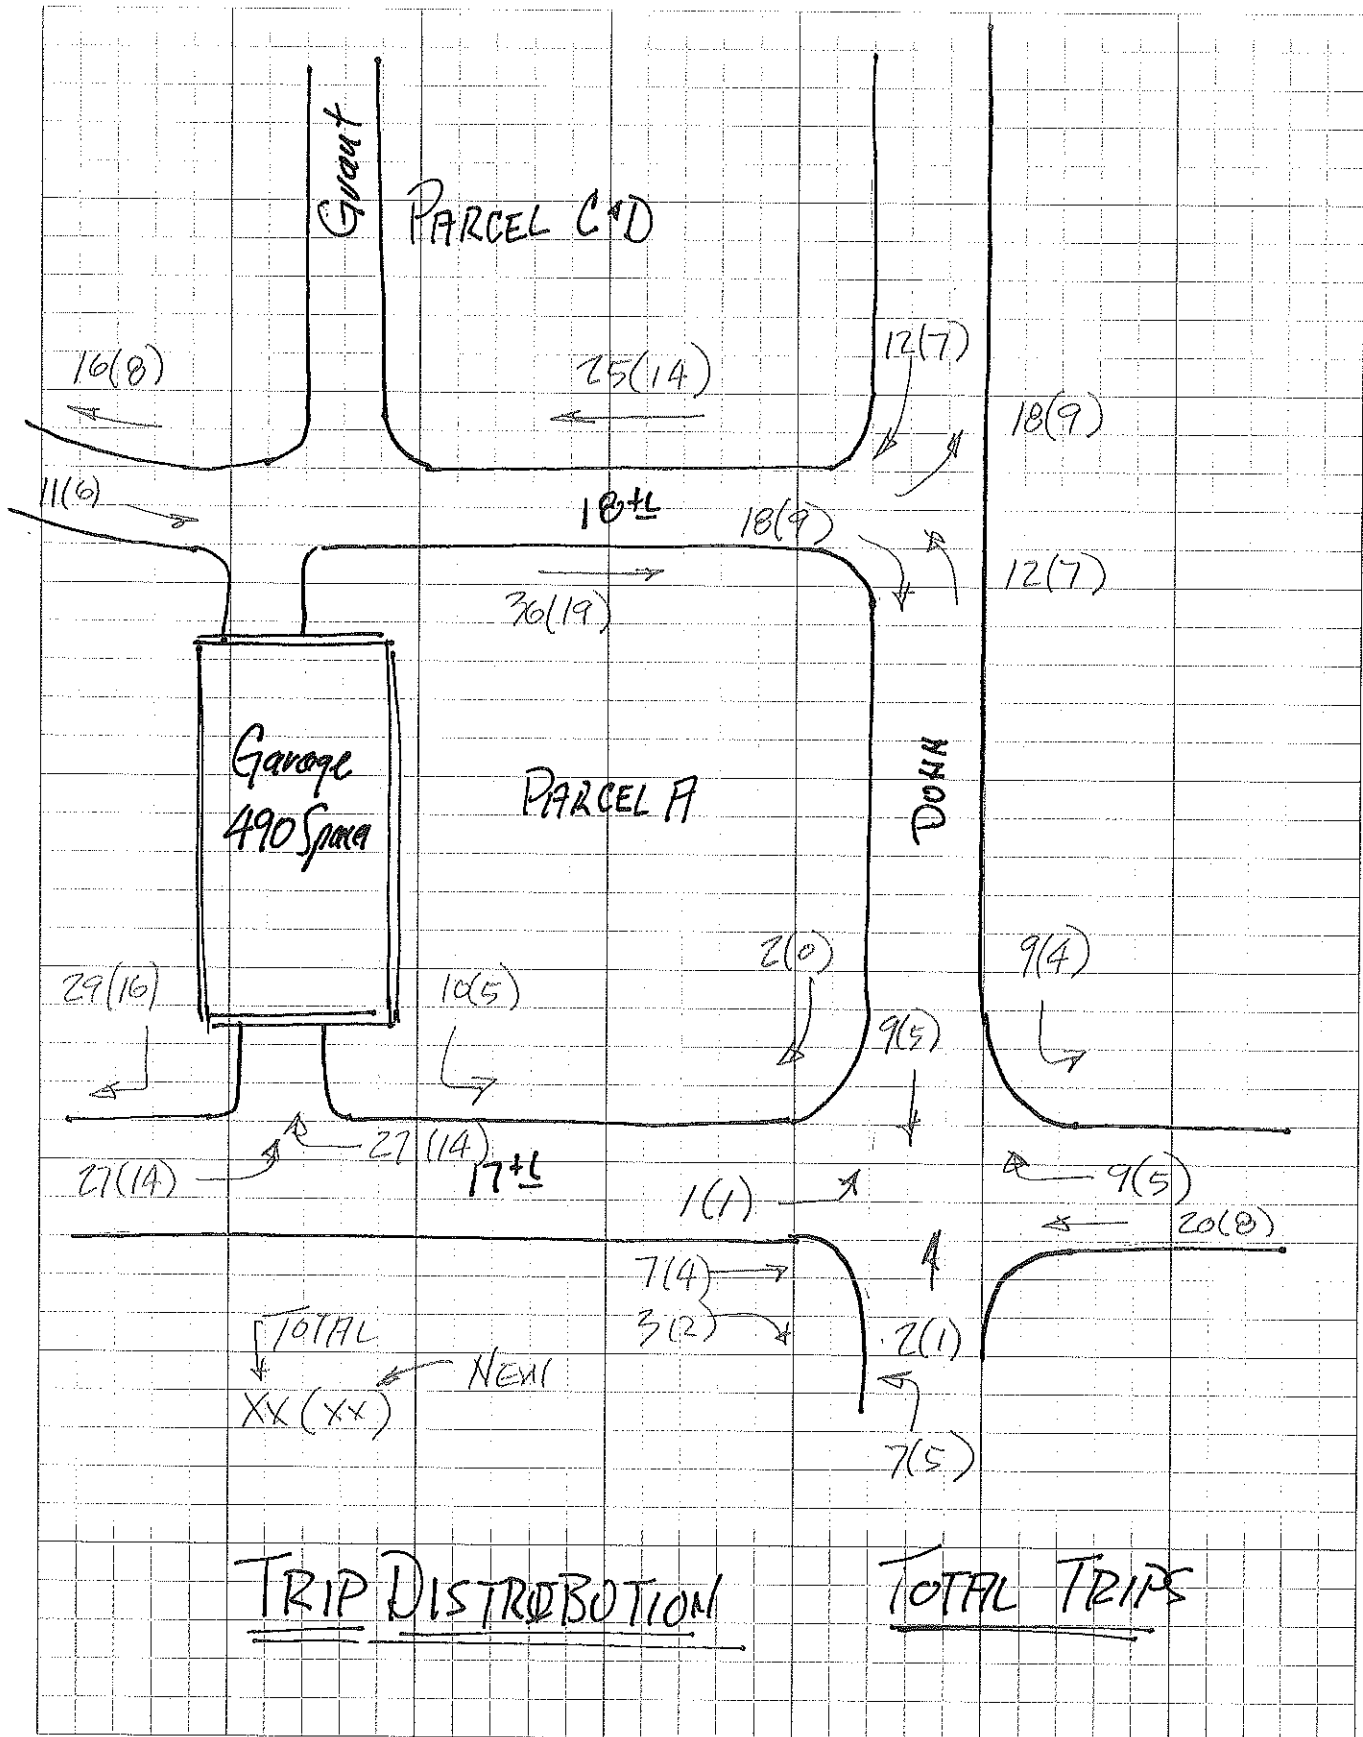 Grant
PARCEL C+D
16(8)
25(14)
12(7)
18(9)
11(6)
18th
18(9)
36(19)
12(7)
Garage
490 Spaces
PARCEL A
DOHN
29(16)
10(5)
2(0)
9(4)
9(5)
27(14)
27(14)
17th
1(1)
9(5)
20(8)
7(4)
3(2)
2(1)
7(5)
TOTAL
NEW
XX (XX)
TRIP DISTRIBUTION
TOTAL TRIPS